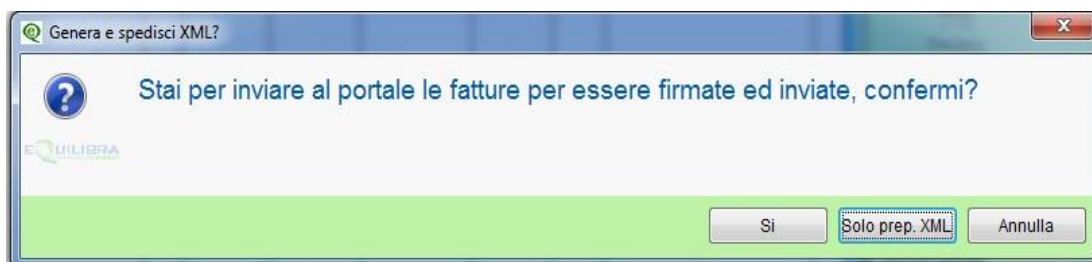 Genera e spedisci XML?
Stai per inviare al portale le fatture per essere firmate ed inviate, confermi?
EQUILIBRA
Si
Solo prep. XML
Annulla